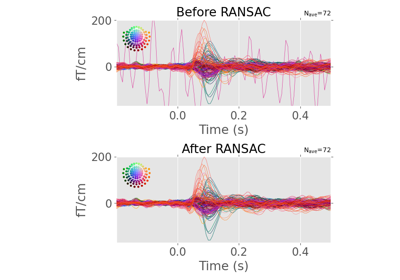 Before RANSAC
Nave=72
200
0
fT/cm
0.0
0.2
0.4
Time (s)
After RANSAC
Nave=72
200
0
fT/cm
0.0
0.2
0.4
Time (s)